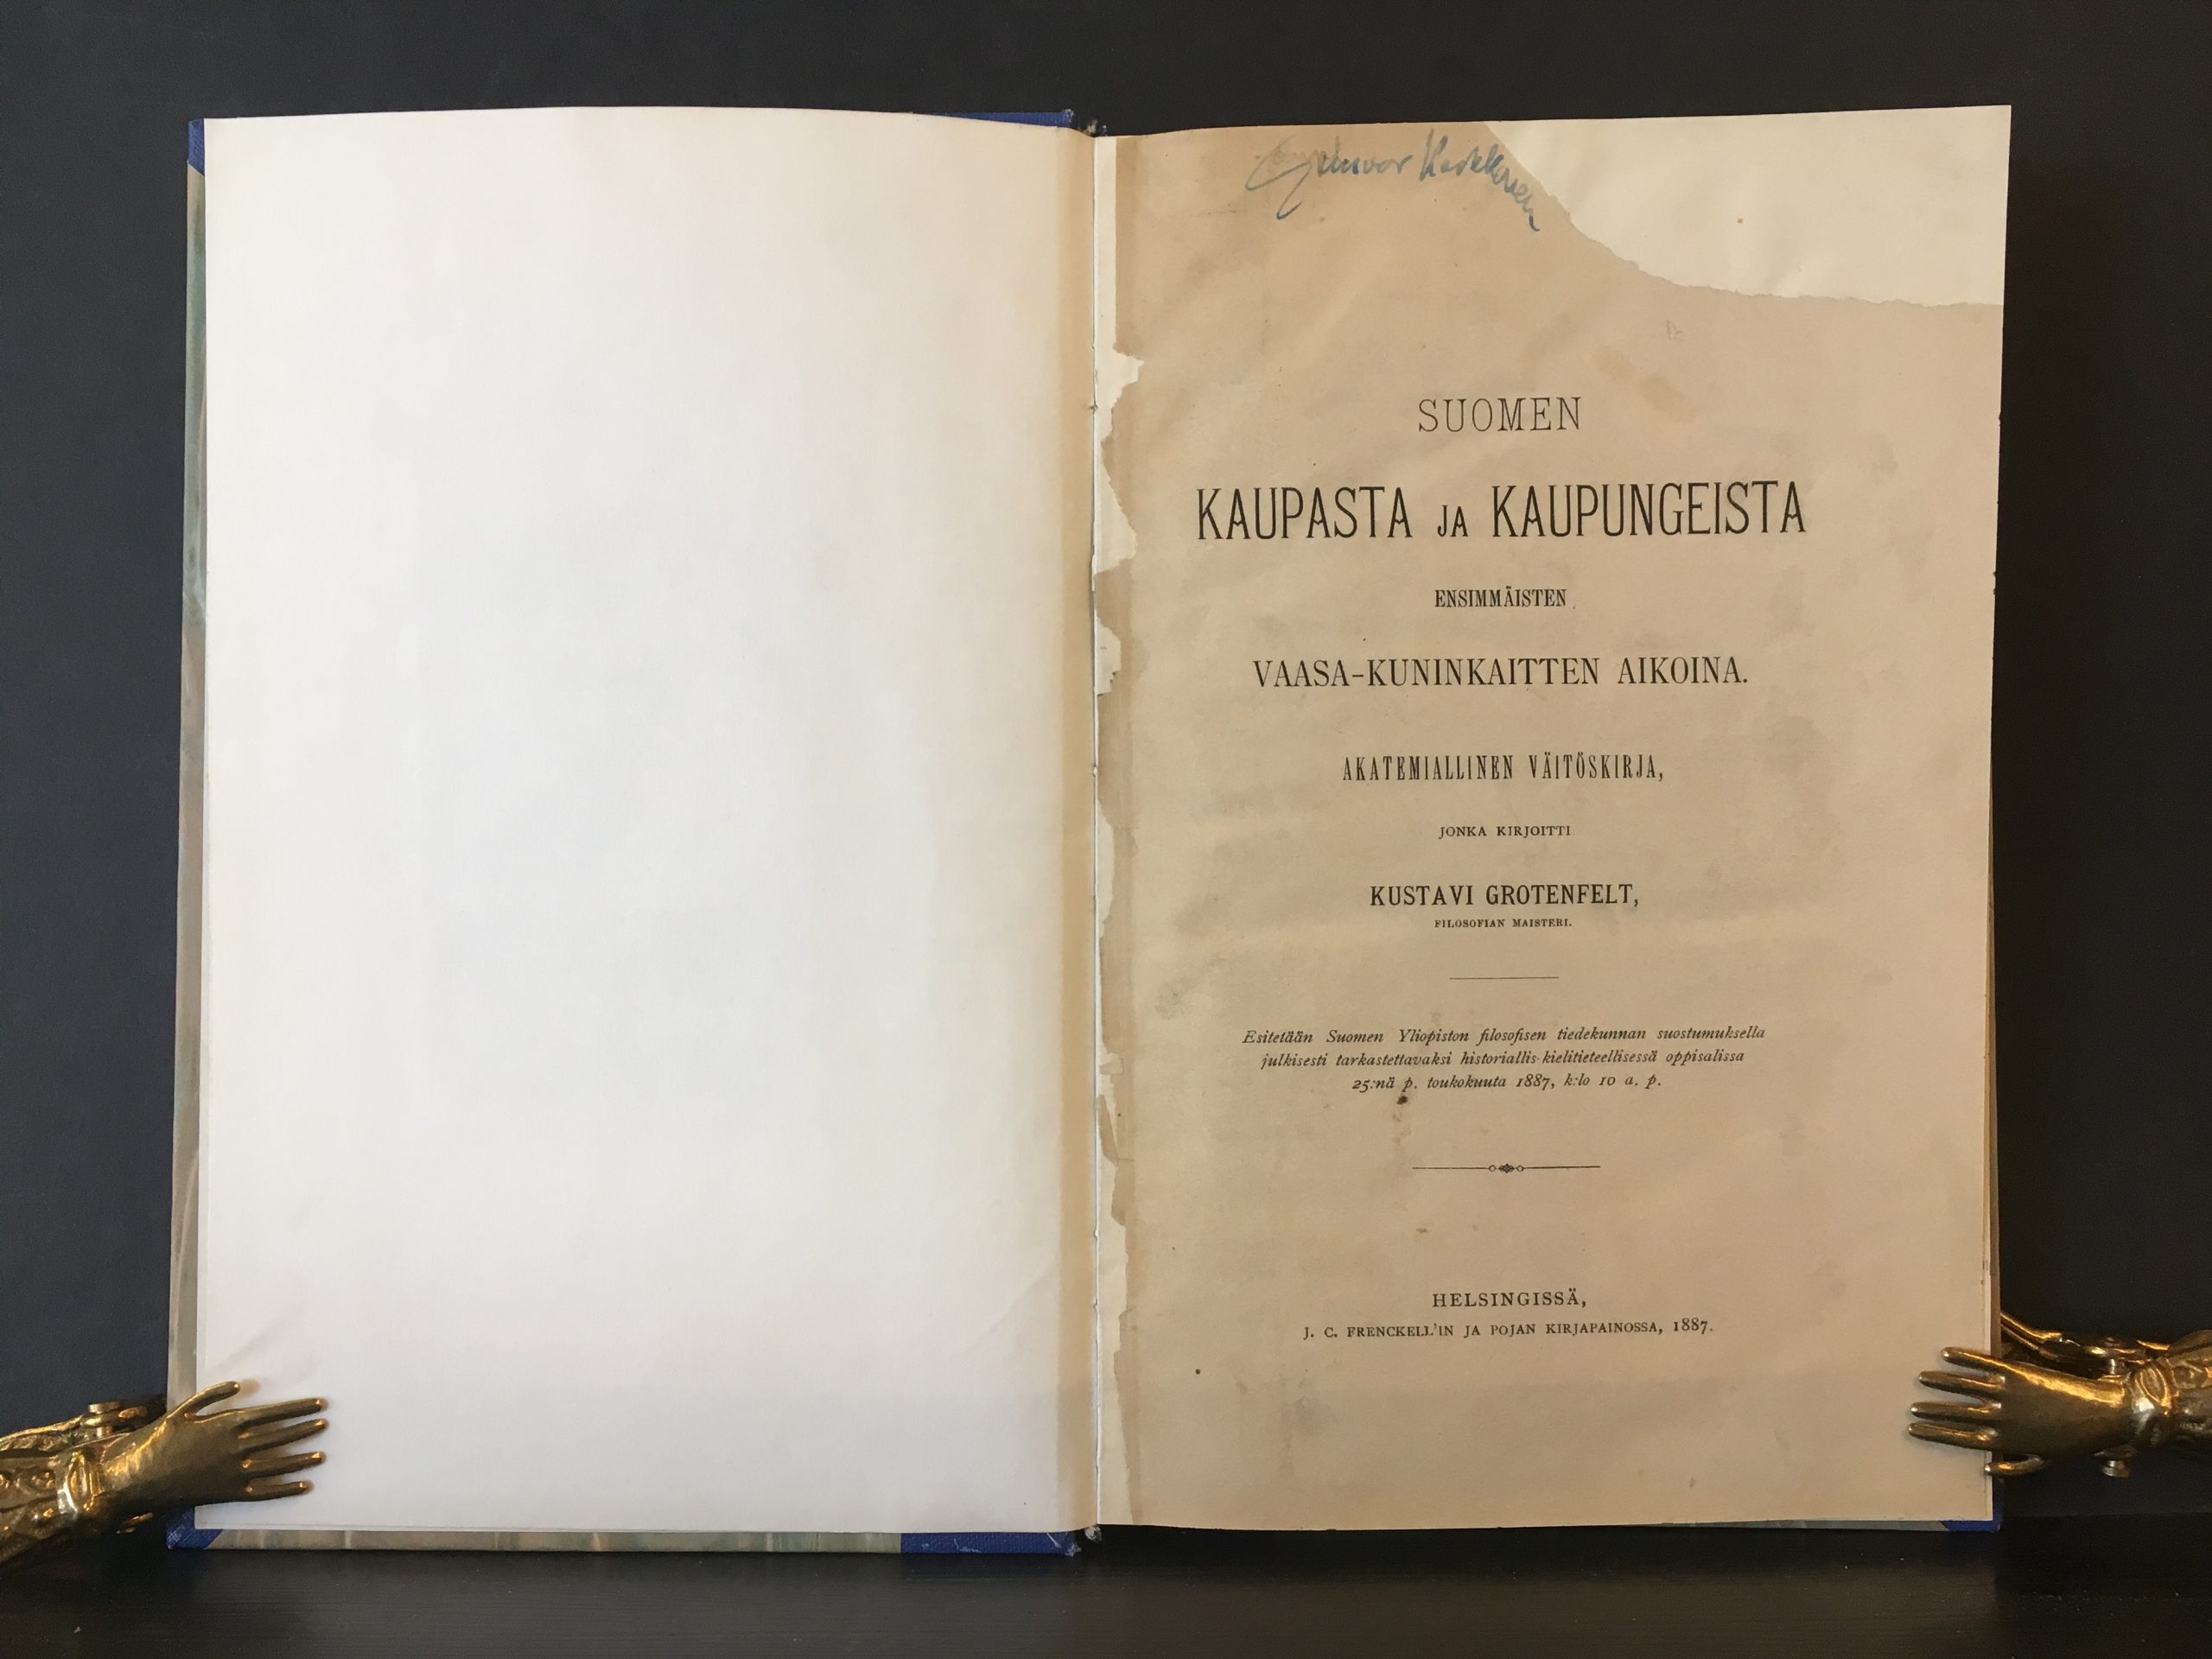 SUOMEN
KAUPASTA JA KAUPUNGEISTA
ENSIMMÄISTEN
VAASA-KUNINKAITTEN AIKOINA.
AKATEMIALLINEN VÄITÖSKIRJA,
JONKA KIRJOITTI
KUSTAVI GROTENFELT,
FILOSOFIAN MAISTERI.
Esitetään Suomen Yliopiston filosofisen tiedekunnan suostumuksella
julkisesti tarkastettavaksi historiallis-kielitieteellisessä oppisalissa
25:nä p. toukokuuta 1887, k:lo 10 a. p.
HELSINGISSÄ,
J. C. FRENCKELL'IN JA POJAN KIRJAPAINOSSA, 1887.